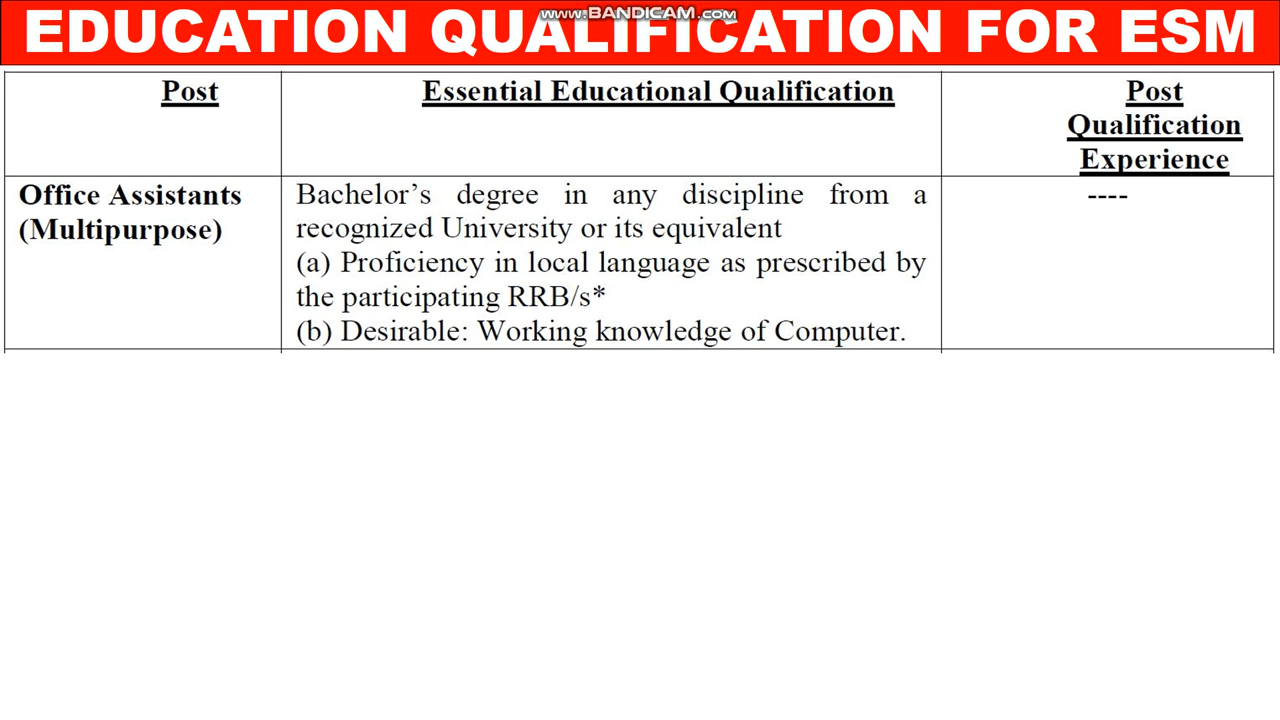 www.BANDICAM.com
EDUCATION QUALIFICATION FOR ESM
Post
Essential Educational Qualification
Post
Qualification
Experience
Office Assistants
(Multipurpose)
Bachelor’s degree in any discipline from a
recognized University or its equivalent
(a) Proficiency in local language as prescribed by
the participating RRB/s*
(b) Desirable: Working knowledge of Computer.
----